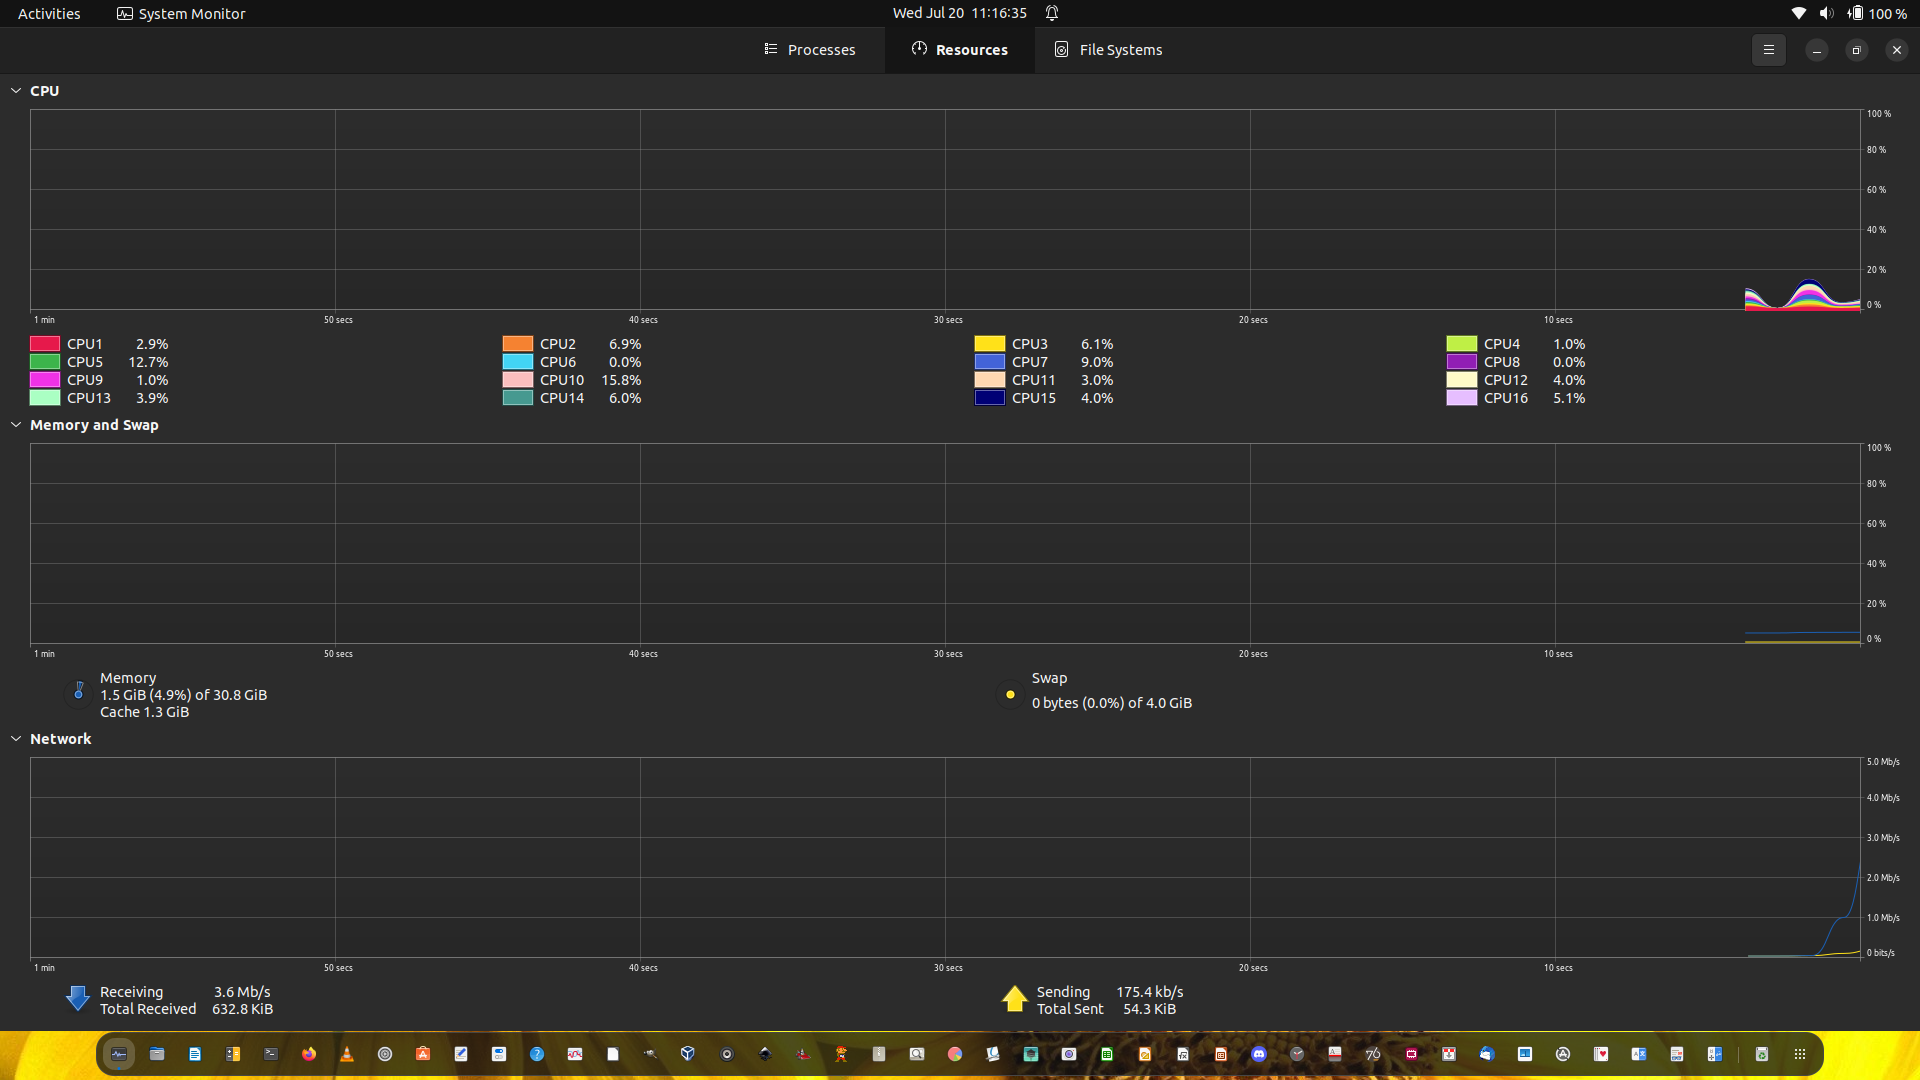 Activities System Monitor Wed Jul 20 11:16:35 100 %
Processes Resources File Systems
CPU
100 %
80 %
60 %
40 %
20 %
0 %
1 min 50 secs 40 secs 30 secs 20 secs 10 secs
CPU1 2.9% CPU2 6.9% CPU3 6.1% CPU4 1.0%
CPU5 12.7% CPU6 0.0% CPU7 9.0% CPU8 0.0%
CPU9 1.0% CPU10 15.8% CPU11 3.0% CPU12 4.0%
CPU13 3.9% CPU14 6.0% CPU15 4.0% CPU16 5.1%
Memory and Swap
100 %
80 %
60 %
40 %
20 %
0 %
1 min 50 secs 40 secs 30 secs 20 secs 10 secs
Memory
1.5 GiB (4.9%) of 30.8 GiB
Cache 1.3 GiB
Swap
0 bytes (0.0%) of 4.0 GiB
Network
5.0 Mb/s
4.0 Mb/s
3.0 Mb/s
2.0 Mb/s
1.0 Mb/s
0 bits/s
1 min 50 secs 40 secs 30 secs 20 secs 10 secs
Receiving 3.6 Mb/s
Total Received 632.8 KiB
Sending 175.4 kb/s
Total Sent 54.3 KiB
76